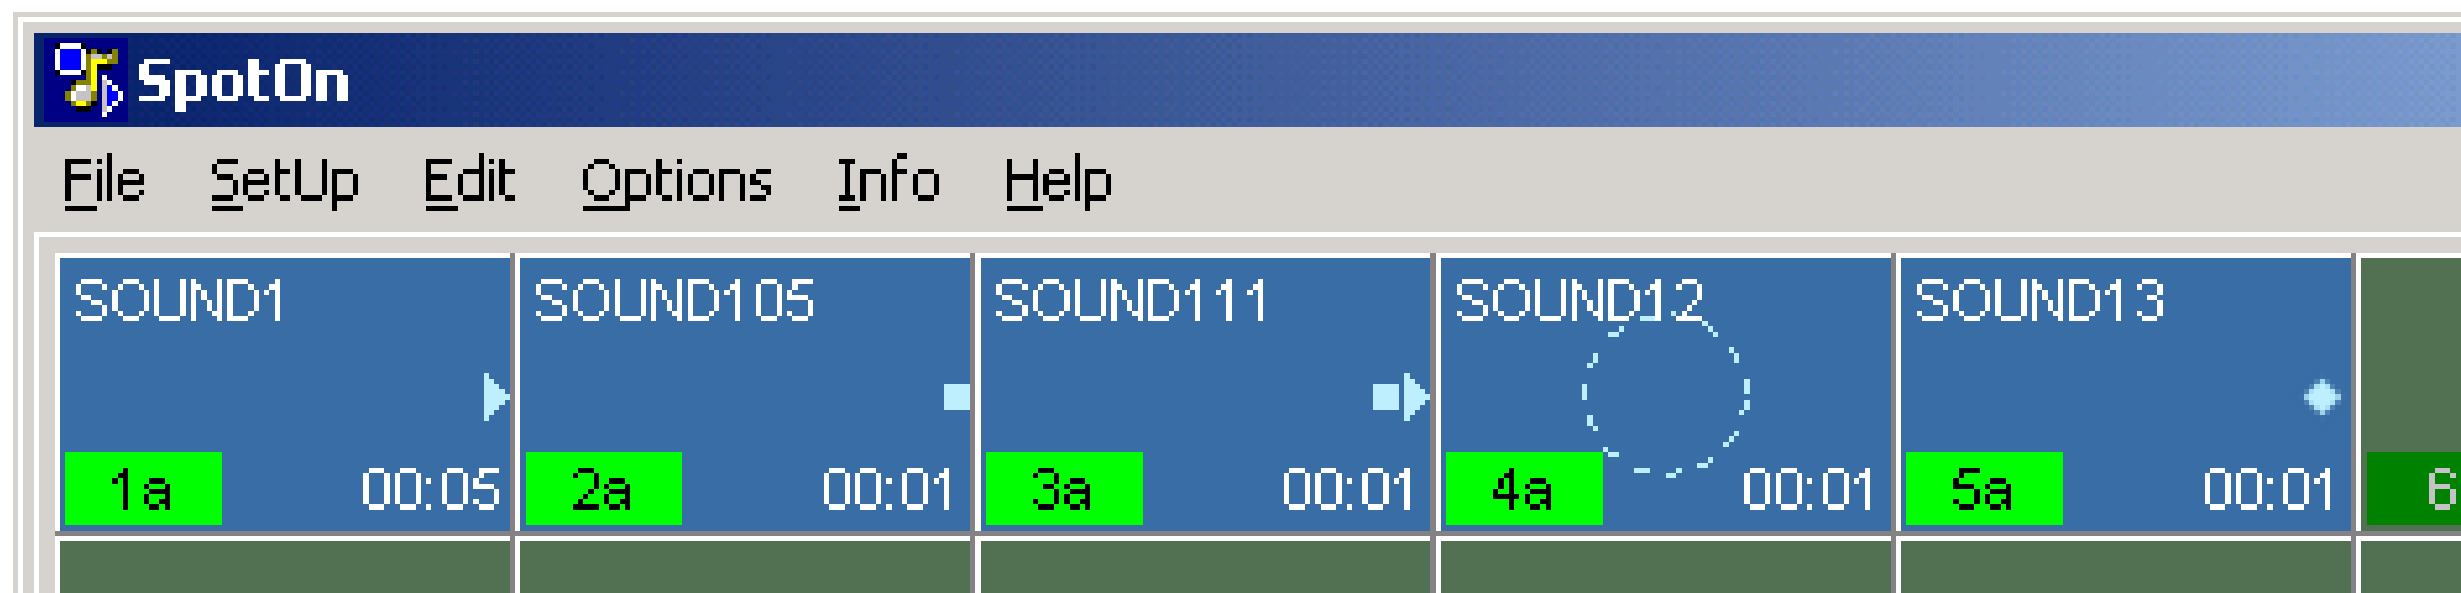 SpotOn
File SetUp Edit Options Info Help
SOUND1 SOUND105 SOUND111 SOUND12 SOUND13
1a 00:05 2a 00:01 3a 00:01 4a 00:01 5a 00:01 6